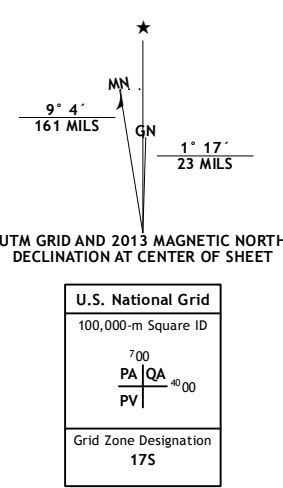 ★
MN
9° 4´
161 MILS
GN
1° 17´
23 MILS
UTM GRID AND 2013 MAGNETIC NORTH
DECLINATION AT CENTER OF SHEET
U.S. National Grid
100,000-m Square ID
700
PA QA
4000
PV
Grid Zone Designation
17S